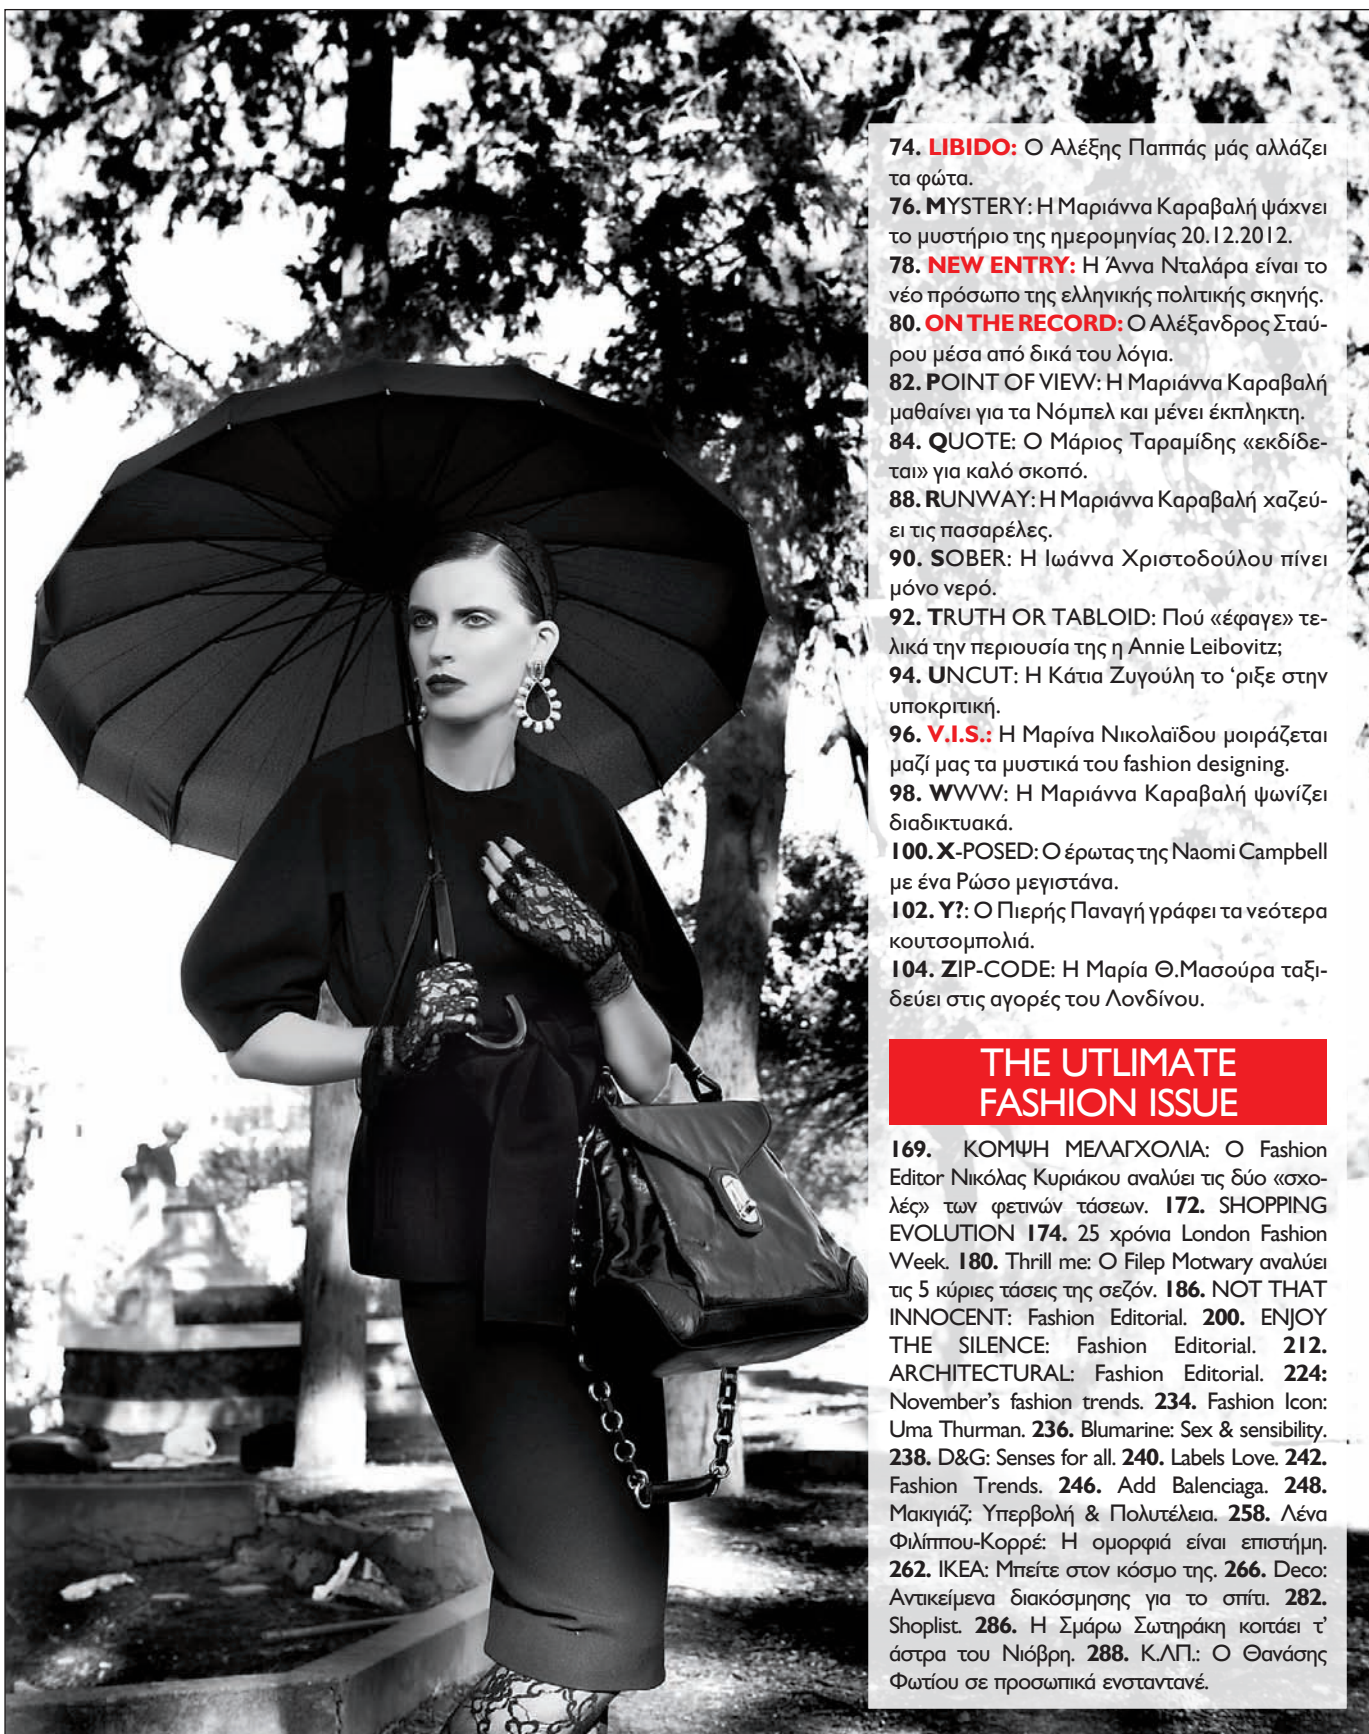 74. LIBIDO: Ο Αλέξης Παππάς μάς αλλάζει
τα φώτα.
76. MYSTERY: Η Μαριάννα Καραβαλή ψάχνει
το μυστήριο της ημερομηνίας 20.12.2012.
78. NEW ENTRY: Η Άννα Νταλάρα είναι το
νέο πρόσωπο της ελληνικής πολιτικής σκηνής.
80. ON THE RECORD: Ο Αλέξανδρος Σταύ-
ρου μέσα από δικά του λόγια.
82. POINT OF VIEW: Η Μαριάννα Καραβαλή
μαθαίνει για τα Νόμπελ και μένει έκπληκτη.
84. QUOTE: Ο Μάριος Ταραμίδης «εκδίδε-
ται» για καλό σκοπό.
88. RUNWAY: Η Μαριάννα Καραβαλή χαζεύ-
ει τις πασαρέλες.
90. SOBER: Η Ιωάννα Χριστοδούλου πίνει
μόνο νερό.
92. TRUTH OR TABLOID: Πού «έφαγε» τε-
λικά την περιουσία της η Annie Leibovitz;
94. UNCUT: Η Κάτια Ζυγούλη το ‘ριξε στην
υποκριτική.
96. V.I.S.: Η Μαρίνα Νικολαϊδου μοιράζεται
μαζί μας τα μυστικά του fashion designing.
98. WWW: Η Μαριάννα Καραβαλή ψωνίζει
διαδικτυακά.
100. X-POSED: Ο έρωτας της Naomi Campbell
με ένα Ρώσο μεγιστάνα.
102. Y?: Ο Πιερής Παναγή γράφει τα νεότερα
κουτσομπολιά.
104. ZIP-CODE: Η Μαρία Θ.Μασούρα ταξι-
δεύει στις αγορές του Λονδίνου.
THE UTLIMATE
FASHION ISSUE
169. ΚΟΜΨΗ ΜΕΛΑΓΧΟΛΙΑ: Ο Fashion
Editor Νικόλας Κυριάκου αναλύει τις δύο «σχο-
λές» των φετινών τάσεων. 172. SHOPPING
EVOLUTION 174. 25 χρόνια London Fashion
Week. 180. Thrill me: Ο Filep Motwary αναλύει
τις 5 κύριες τάσεις της σεζόν. 186. NOT THAT
INNOCENT: Fashion Editorial. 200. ENJOY
THE SILENCE: Fashion Editorial. 212.
ARCHITECTURAL: Fashion Editorial. 224:
November’s fashion trends. 234. Fashion Icon:
Uma Thurman. 236. Blumarine: Sex & sensibility.
238. D&G: Senses for all. 240. Labels Love. 242.
Fashion Trends. 246. Add Balenciaga. 248.
Μακιγιάζ: Υπερβολή & Πολυτέλεια. 258. Λένα
Φιλίππου-Κορρέ: Η ομορφιά είναι επιστήμη.
262. IKEA: Μπείτε στον κόσμο της. 266. Deco:
Αντικείμενα διακόσμησης για το σπίτι. 282.
Shoplist. 286. Η Σμάρω Σωτηράκη κοιτάει τ’
άστρα του Νιόβρη. 288. Κ.ΛΠ.: Ο Θανάσης
Φωτίου σε προσωπικά ενσταντανέ.